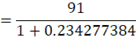 = 91 / 1 + 0.234277384